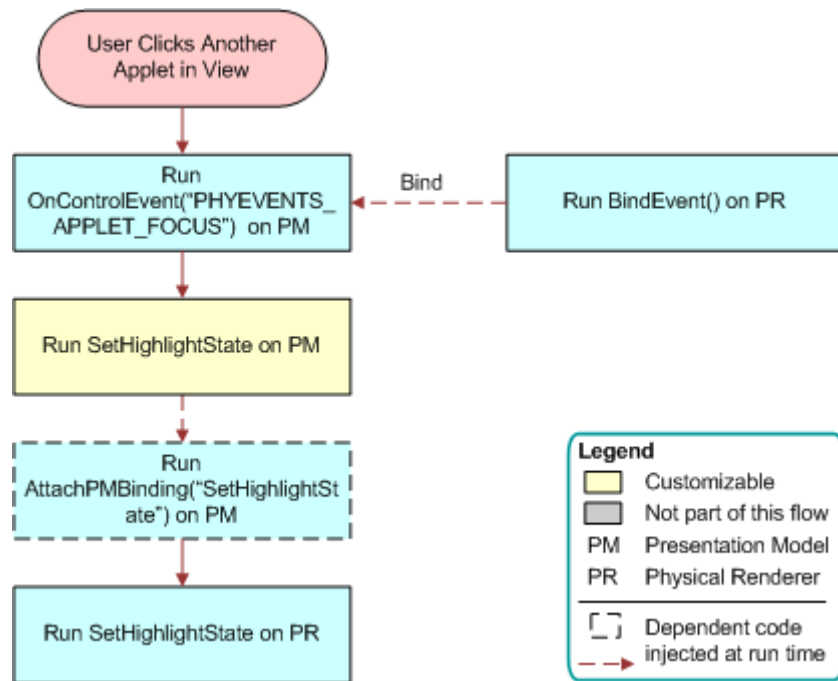 User Clicks Another
Applet in View
Run
OnControlEvent("PHYEVENTS_
APPLET_FOCUS") on PM
Bind
Run BindEvent() on PR
Run SetHighlightState on PM
Run
AttachPMBinding("SetHighlightSt
ate") on PM
Run SetHighlightState on PR
Legend
Customizable
Not part of this flow
PM Presentation Model
PR Physical Renderer
Dependent code
injected at run time